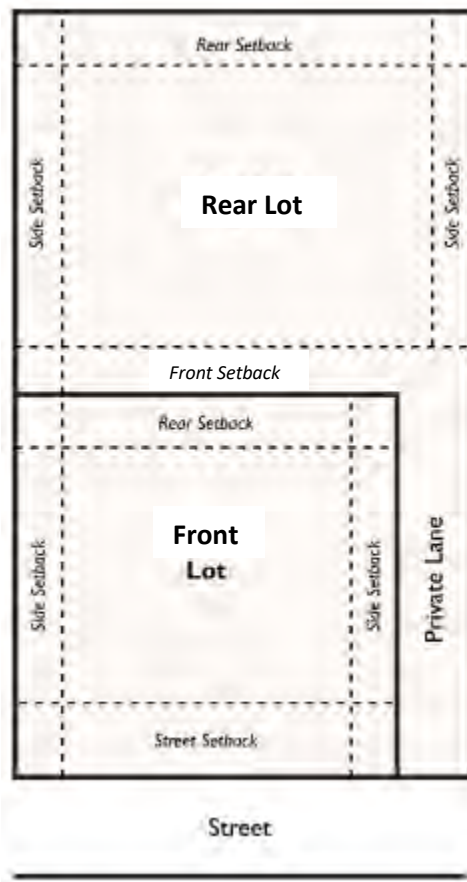 Rear Setback
Side Setback
Rear Lot
Side Setback
Front Setback
Rear Setback
Side Setback
Front
Lot
Side Setback
Private Lane
Street Setback
Street